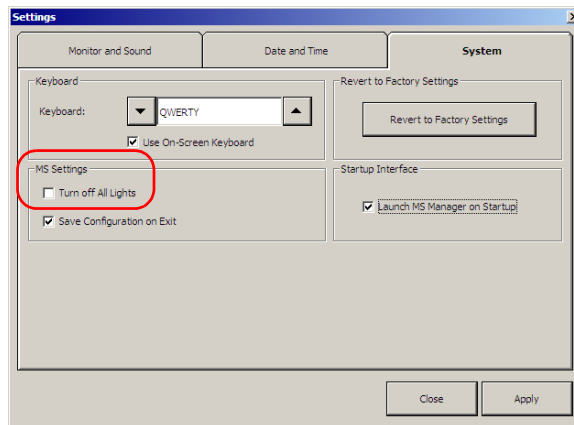 Settings
Monitor and Sound
Date and Time
System
Keyboard
Keyboard:
QWERTY
Use On-Screen Keyboard
Revert to Factory Settings
Revert to Factory Settings
MS Settings
Turn off All Lights
Save Configuration on Exit
Startup Interface
Launch MS Manager on Startup
Close
Apply